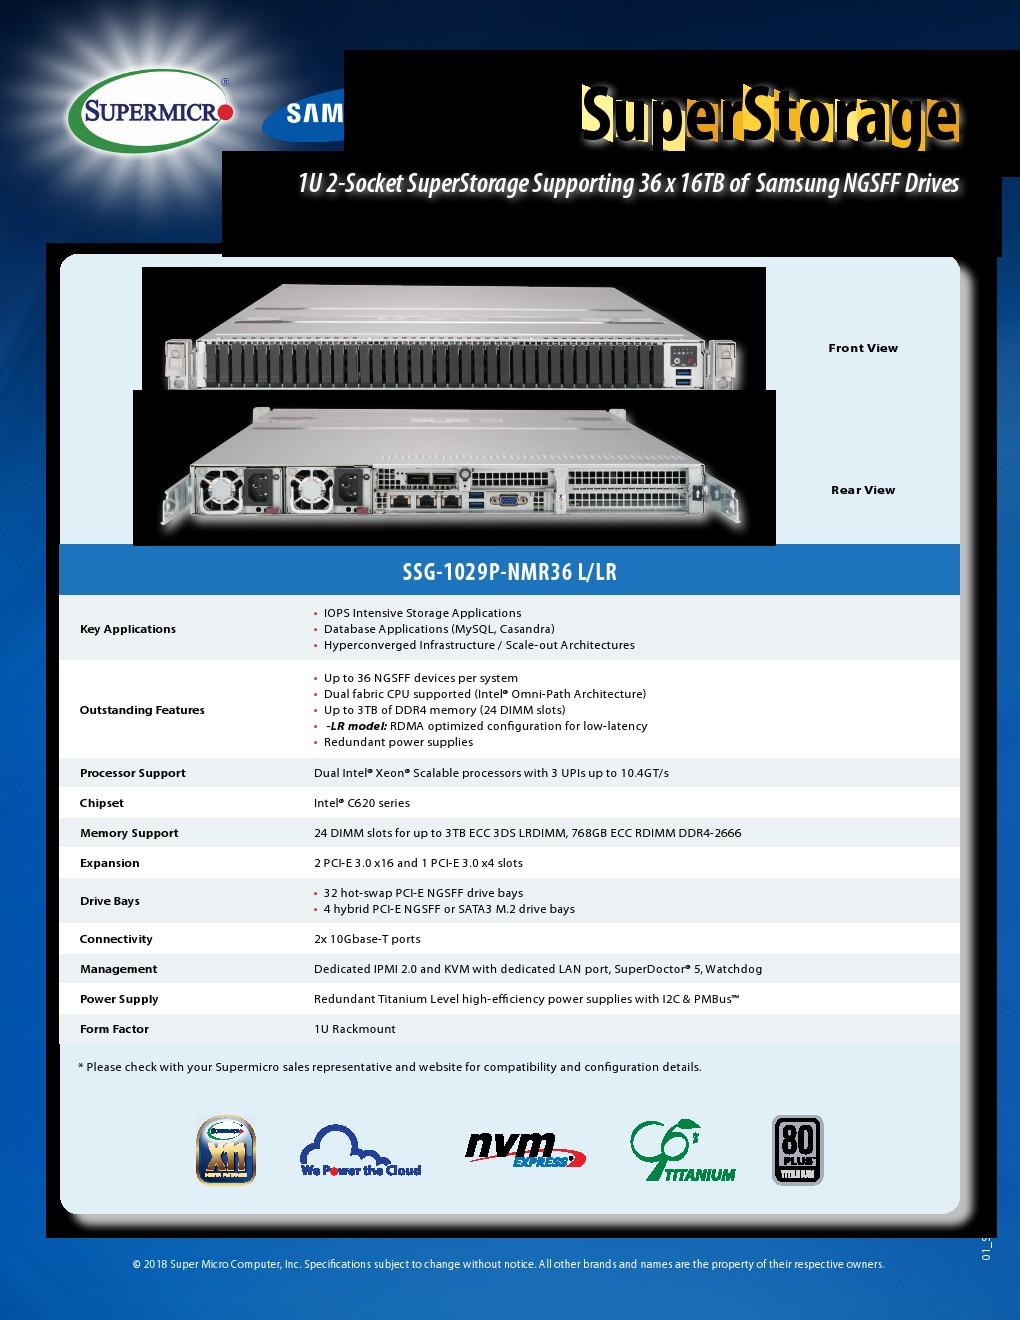 SUPERMICR
®
SAM
SuperStorage
1U 2-Socket SuperStorage Supporting 36 x 16TB of Samsung NGSFF Drives
Front View
Rear View
SSG-1029P-NMR36 L/LR
Key Applications
• IOPS Intensive Storage Applications
• Database Applications (MySQL, Casandra)
• Hyperconverged Infrastructure / Scale-out Architectures
Outstanding Features
• Up to 36 NGSFF devices per system
• Dual fabric CPU supported (Intel® Omni-Path Architecture)
• Up to 3TB of DDR4 memory (24 DIMM slots)
• -LR model: RDMA optimized configuration for low-latency
• Redundant power supplies
Processor Support Dual Intel® Xeon® Scalable processors with 3 UPIs up to 10.4GT/s
Chipset Intel® C620 series
Memory Support 24 DIMM slots for up to 3TB ECC 3DS LRDIMM, 768GB ECC RDIMM DDR4-2666
Expansion 2 PCI-E 3.0 x16 and 1 PCI-E 3.0 x4 slots
Drive Bays
• 32 hot-swap PCI-E NGSFF drive bays
• 4 hybrid PCI-E NGSFF or SATA3 M.2 drive bays
Connectivity 2x 10Gbase-T ports
Management Dedicated IPMI 2.0 and KVM with dedicated LAN port, SuperDoctor® 5, Watchdog
Power Supply Redundant Titanium Level high-efficiency power supplies with I2C & PMBus™
Form Factor 1U Rackmount
* Please check with your Supermicro sales representative and website for compatibility and configuration details.
X11
We Power the Cloud
nvm
EXPRESS
96%
TITANIUM
80
PLUS
TITANIUM
01_S
© 2018 Super Micro Computer, Inc. Specifications subject to change without notice. All other brands and names are the property of their respective owners.